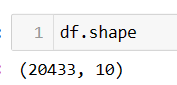 1 df.shape
(20433, 10)